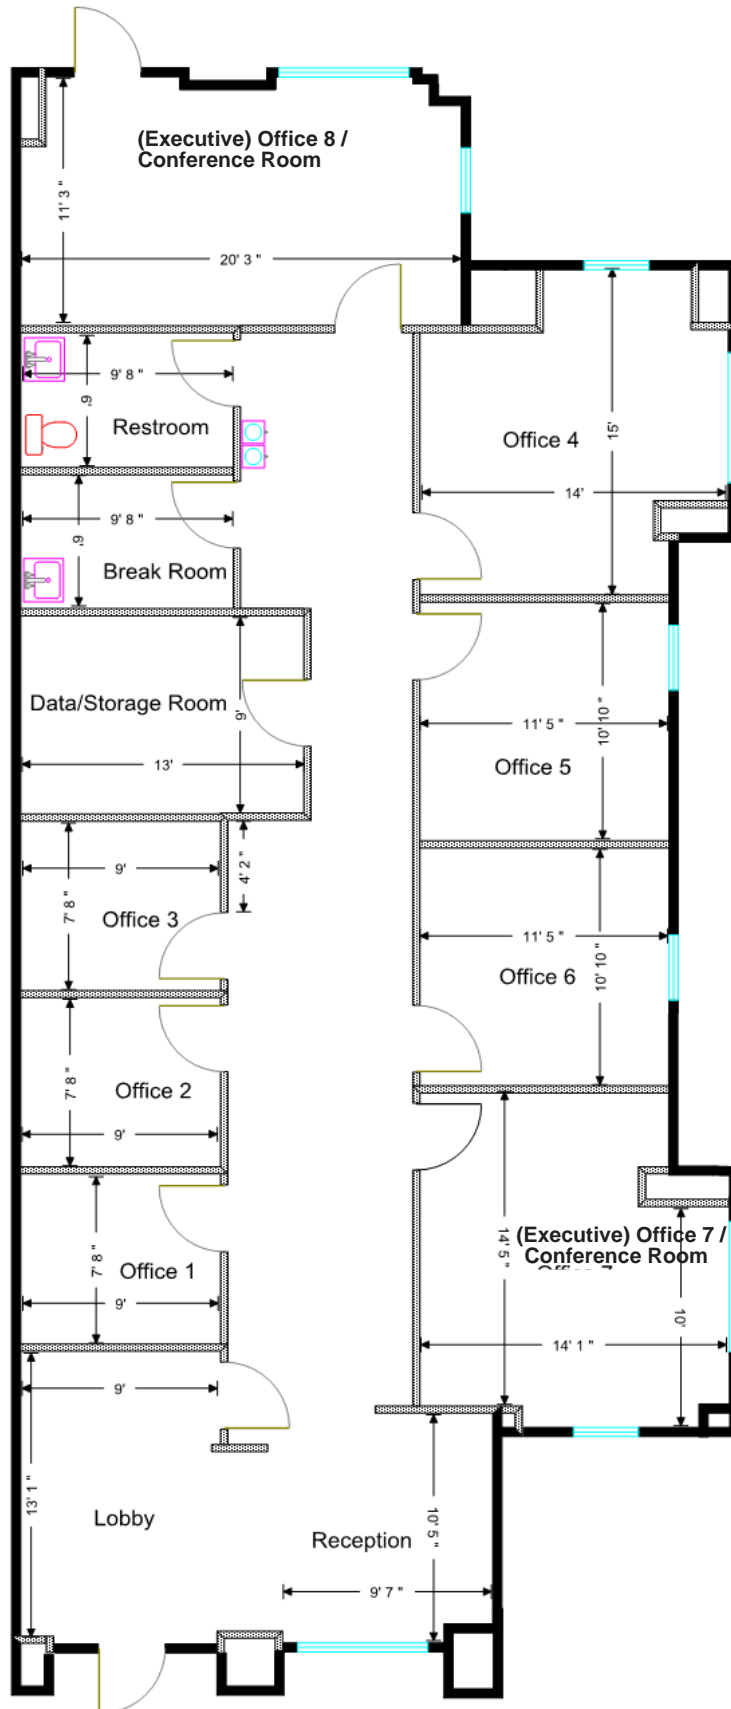 (Executive) Office 8 /
Conference Room
11' 3 "
20' 3 "
9' 8 "
9'
Restroom
Office 4
15'
14'
9' 8 "
9'
Break Room
Data/Storage Room
9'
13'
11' 5 "
10' 10 "
Office 5
9'
4' 2 "
7' 8 "
Office 3
11' 5 "
10' 10 "
Office 6
7' 8 "
Office 2
9'
14' 5 "
(Executive) Office 7 /
Conference Room
7' 8 "
Office 1
9'
10'
14' 1 "
9'
13' 1 "
Lobby
10' 5 "
Reception
9' 7 "